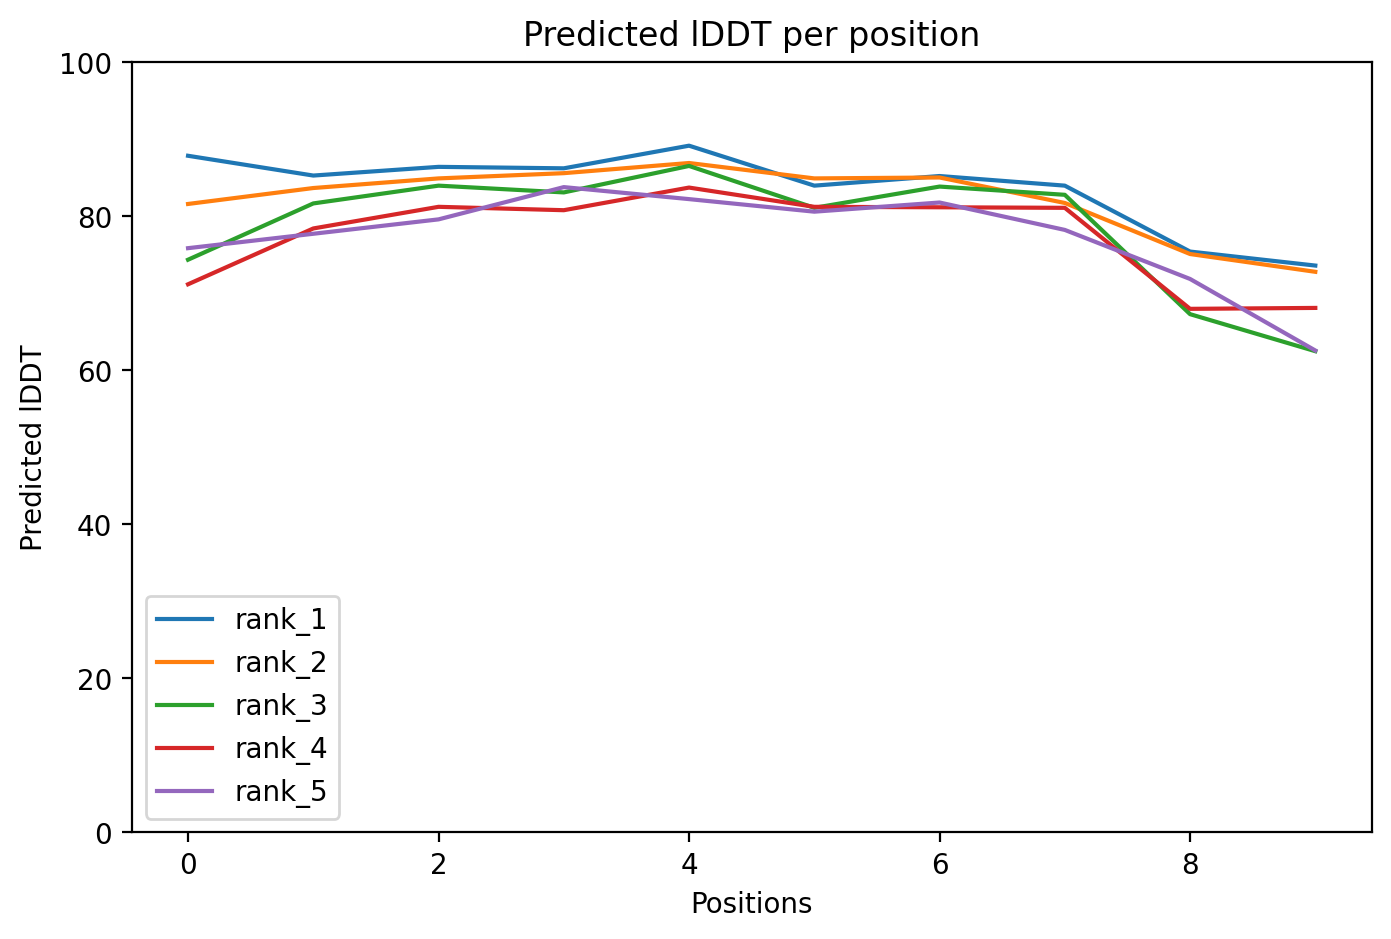 Predicted lDDT per position
100
80
60
40
20
0
Predicted lDDT
rank_1
rank_2
rank_3
rank_4
rank_5
0 2 4 6 8
Positions